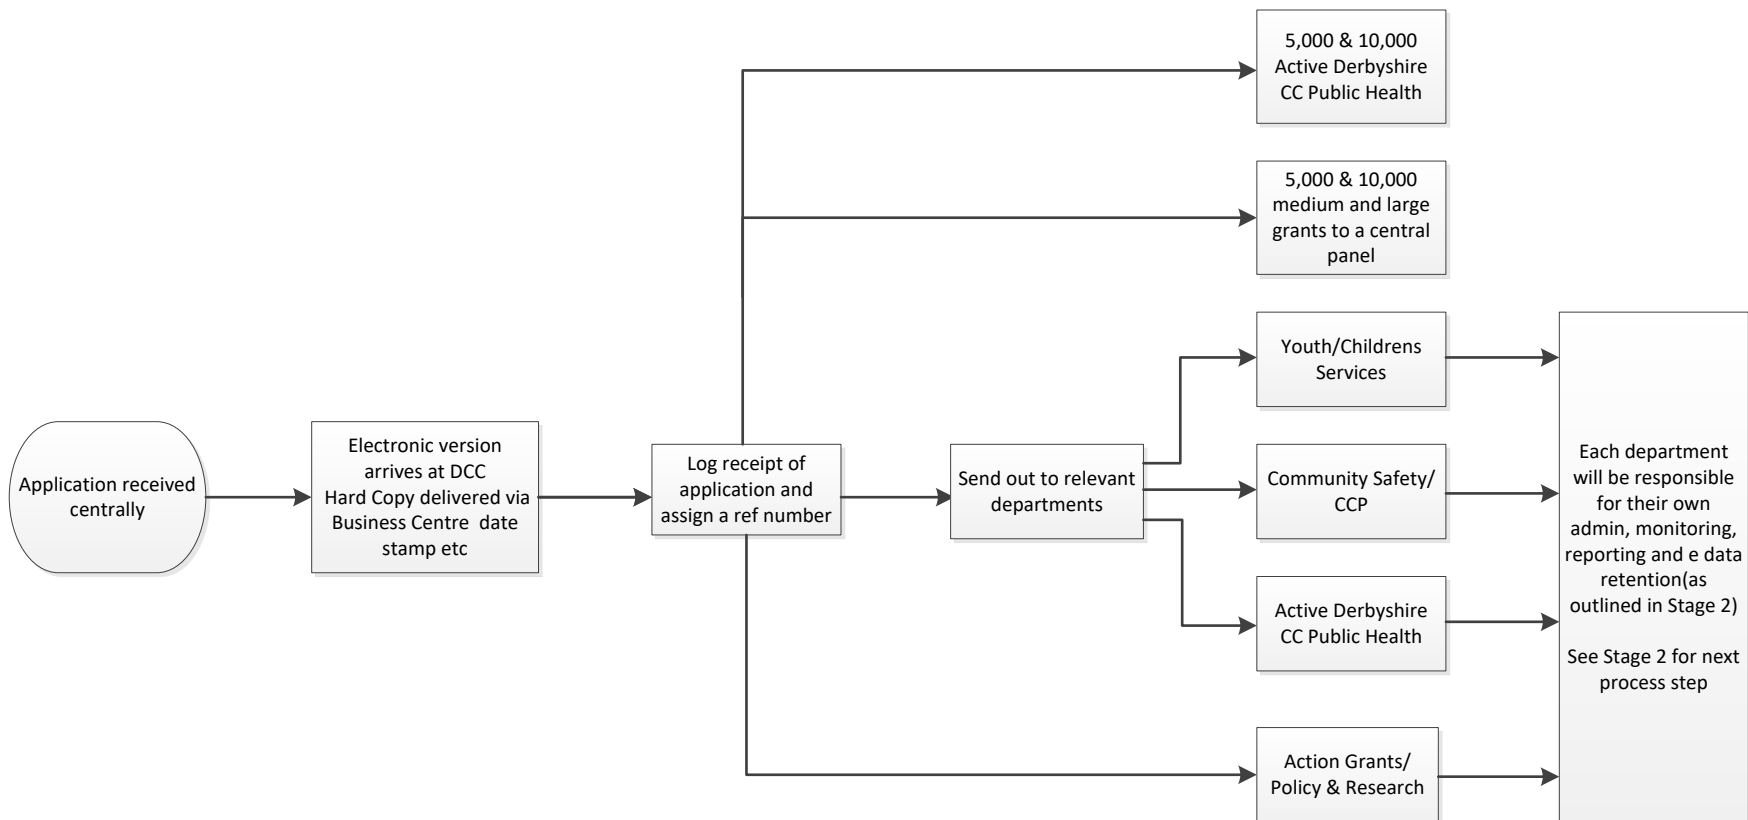 Application received
centrally
Electronic version
arrives at DCC
Hard Copy delivered via
Business Centre  date
stamp etc
Log receipt of
application and
assign a ref number
Send out to relevant
departments
5,000 & 10,000
Active Derbyshire
CC Public Health
5,000 & 10,000
medium and large
grants to a central
panel
Youth/Childrens
Services
Community Safety/
CCP
Active Derbyshire
CC Public Health
Action Grants/
Policy & Research
Each department
will be responsible
for their own
admin, monitoring,
reporting and e data
retention(as
outlined in Stage 2)
See Stage 2 for next
process step